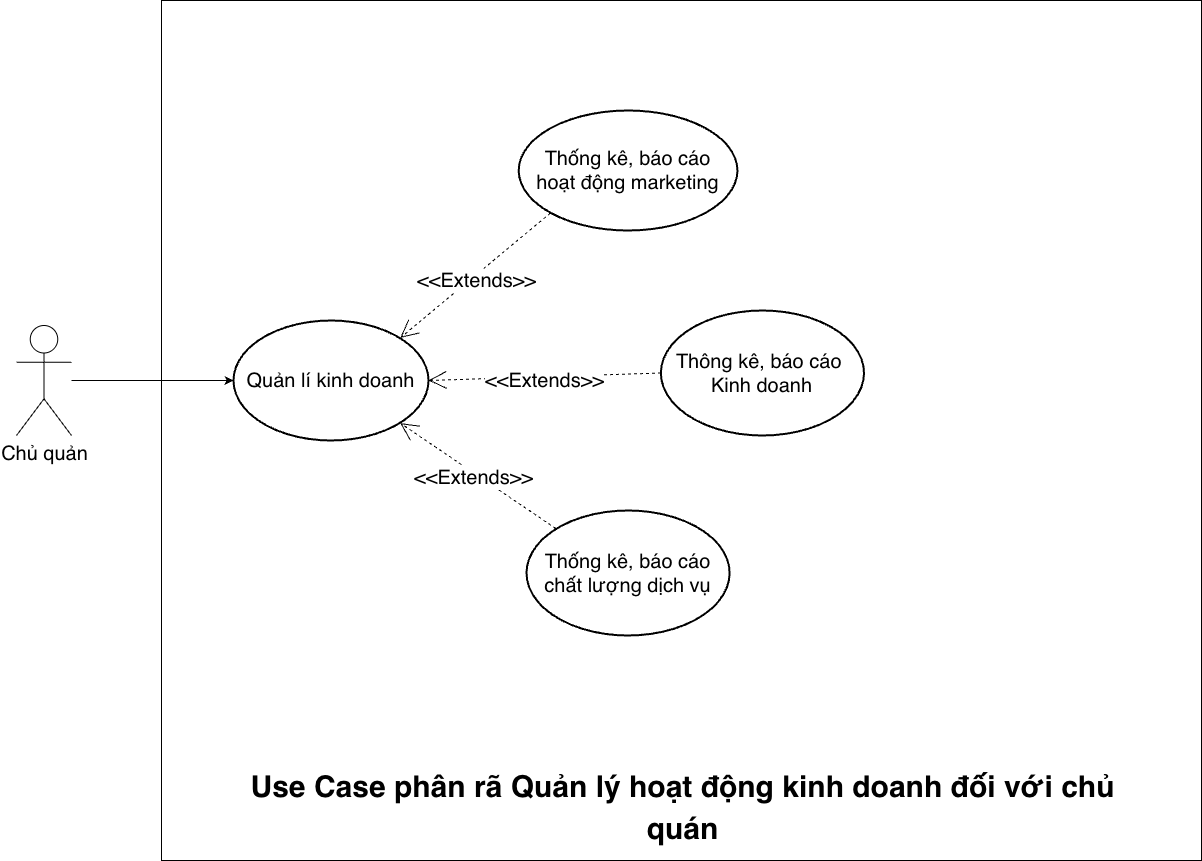 Thống kê, báo cáo
hoạt động marketing
<<Extends>>
Thông kê, báo cáo
Kinh doanh
Quản lí kinh doanh
<<Extends>>
Chủ quản
<<Extends>>
Thống kê, báo cáo
chất lượng dịch vụ
Use Case phân rã Quản lý hoạt động kinh doanh đối với chủ
quán